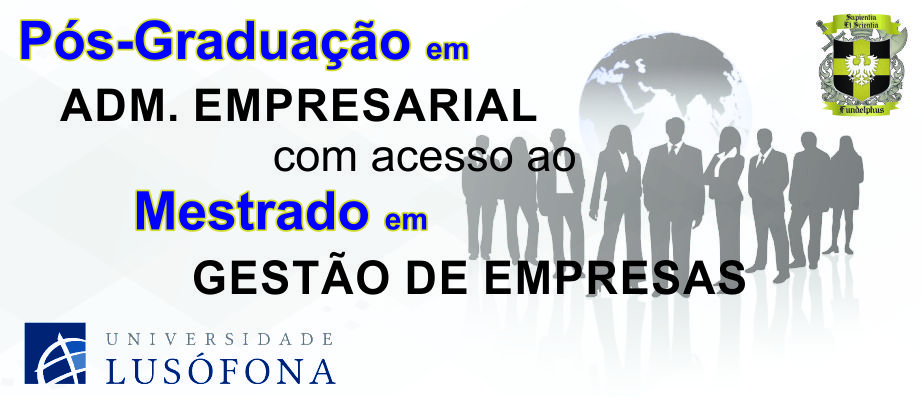 Pós-Graduação em
ADM. EMPRESARIAL
com acesso ao
Mestrado em
GESTÃO DE EMPRESAS
Sapientia
Et Scientia
Fundelphus
UNIVERSIDADE
LUSÓFONA